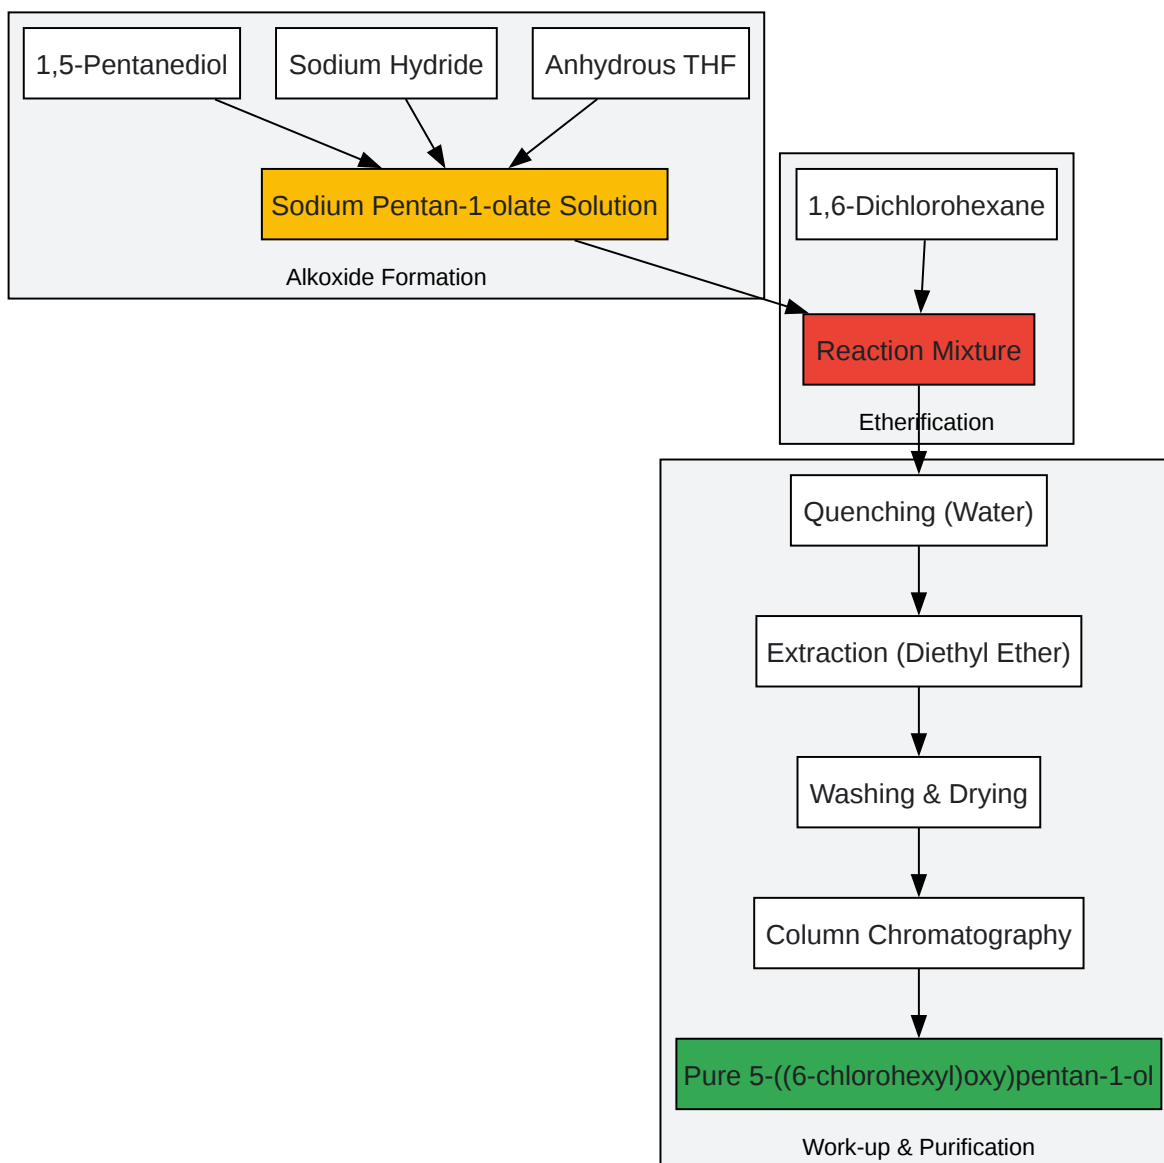 1,5-Pentanediol
Sodium Hydride
Anhydrous THF
Sodium Pentan-1-olate Solution
Alkoxide Formation
1,6-Dichlorohexane
Reaction Mixture
Etherification
Quenching (Water)
Extraction (Diethyl Ether)
Washing & Drying
Column Chromatography
Pure 5-((6-chlorohexyl)oxy)pentan-1-ol
Work-up & Purification